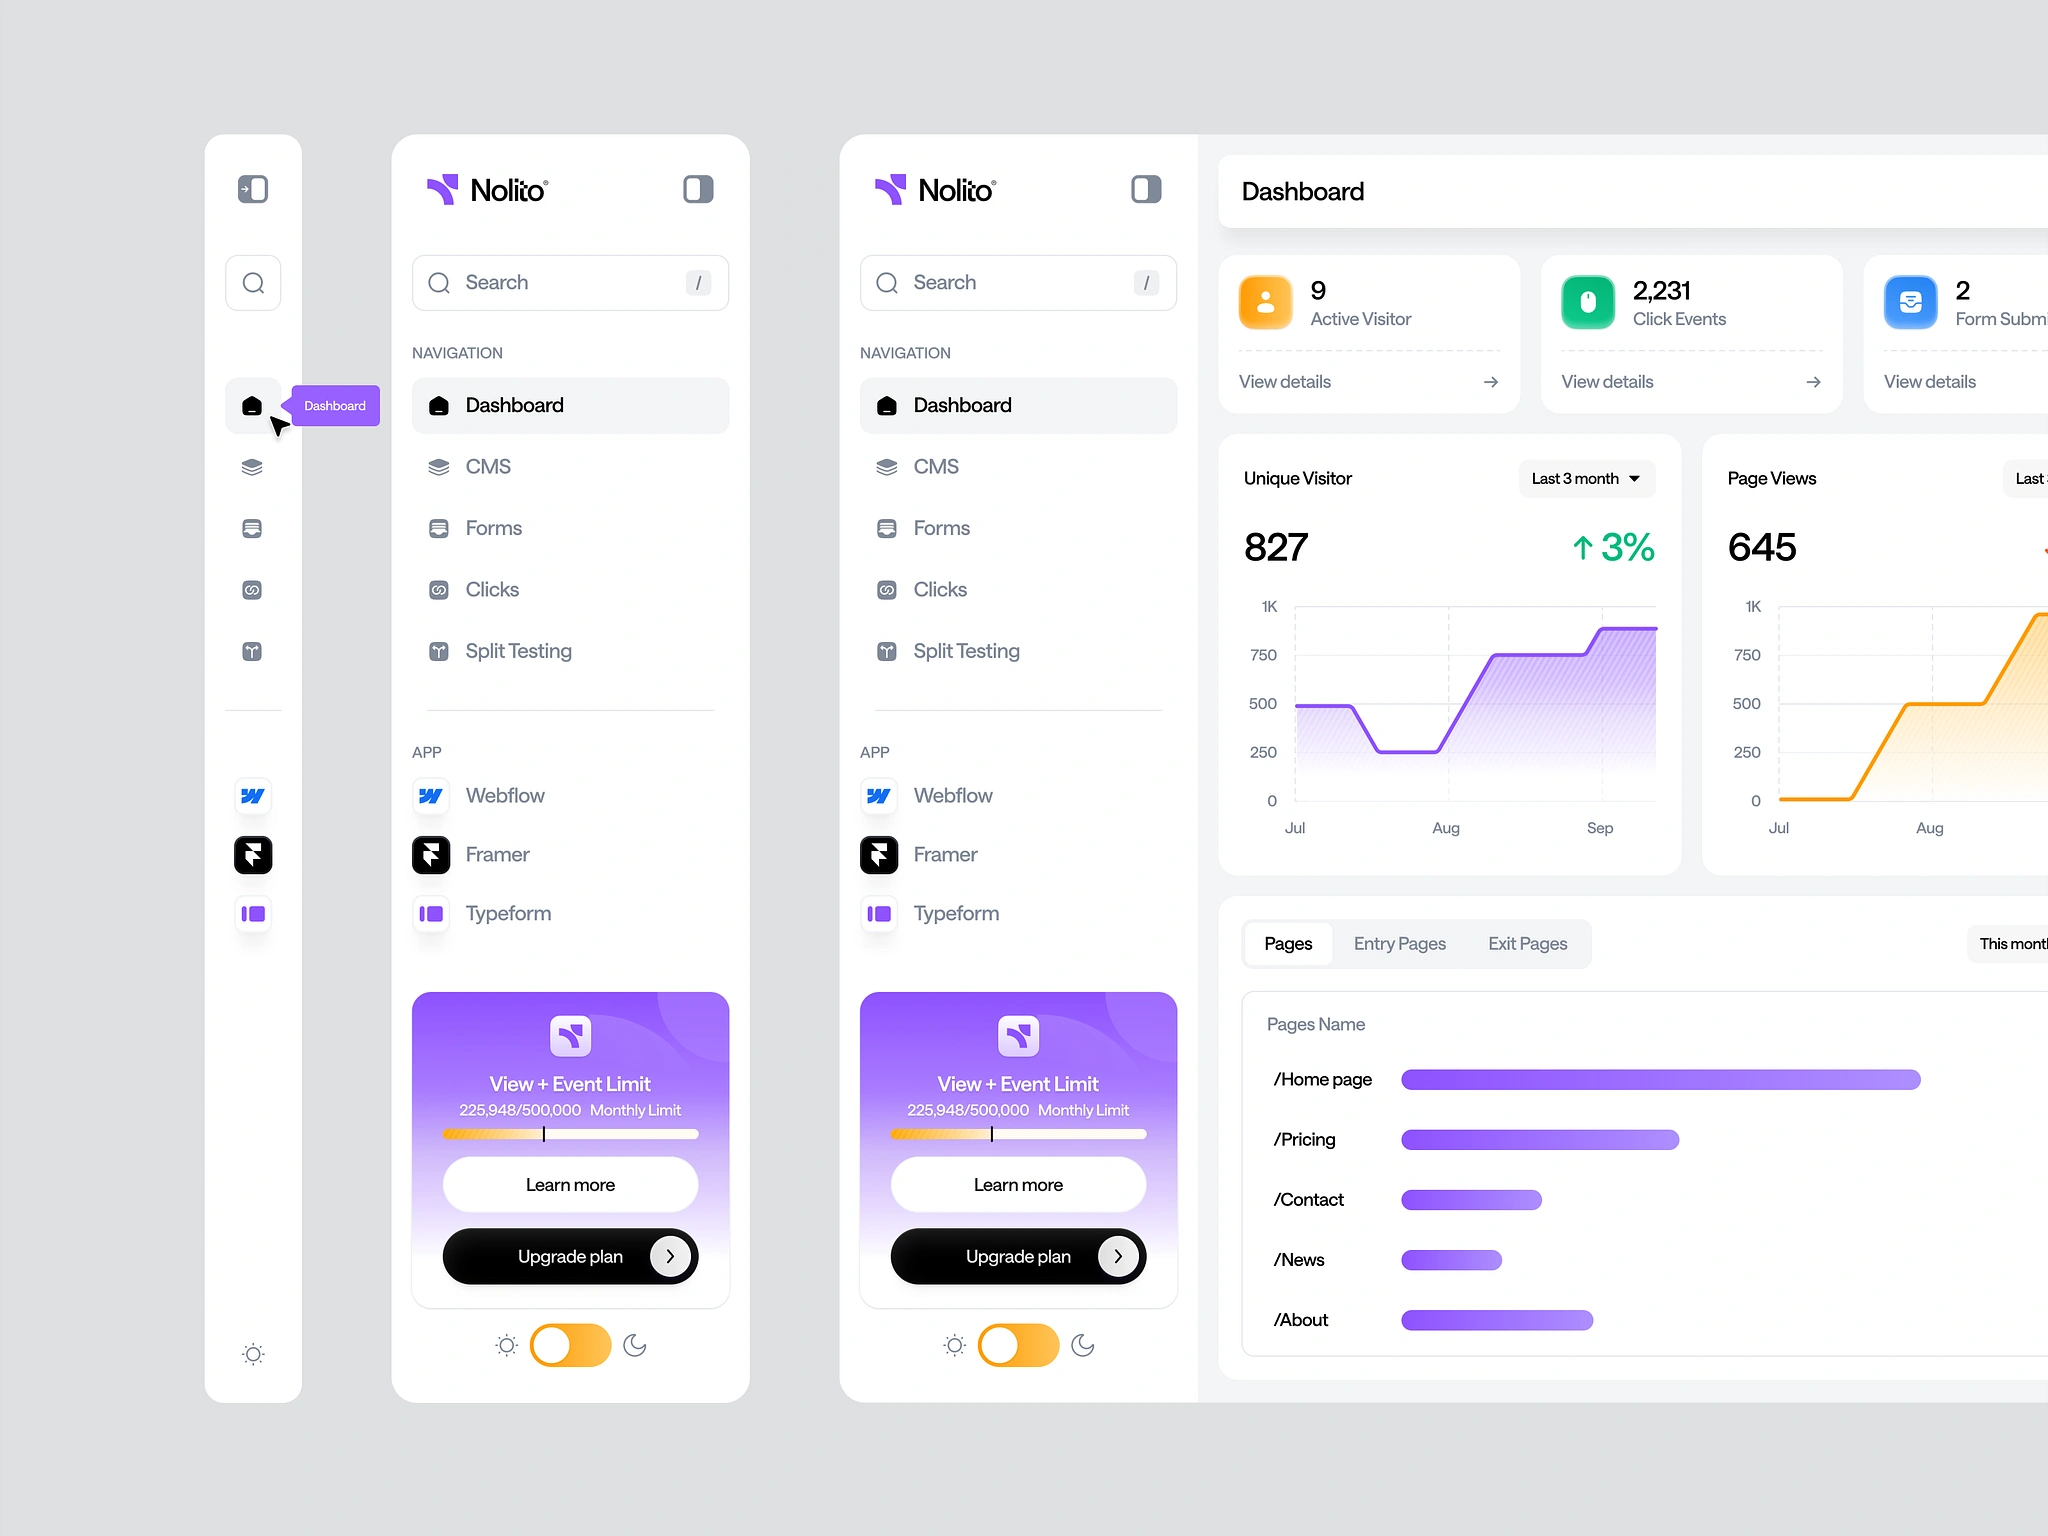 Dashboard
Nolito®
Search /
NAVIGATION
Dashboard
CMS
Forms
Clicks
Split Testing
APP
Webflow
Framer
Typeform
View + Event Limit
225,948/500,000 Monthly Limit
Learn more
Upgrade plan
Nolito®
Search /
NAVIGATION
Dashboard
CMS
Forms
Clicks
Split Testing
APP
Webflow
Framer
Typeform
View + Event Limit
225,948/500,000 Monthly Limit
Learn more
Upgrade plan
Dashboard
9
Active Visitor
View details
2,231
Click Events
View details
2
Form Submi
View details
Unique Visitor
Last 3 month
827
3%
1K
750
500
250
0
Jul Aug Sep
Page Views
Last
645
1K
750
500
250
0
Jul Aug
Pages Entry Pages Exit Pages
This mont
Pages Name
/Home page
/Pricing
/Contact
/News
/About